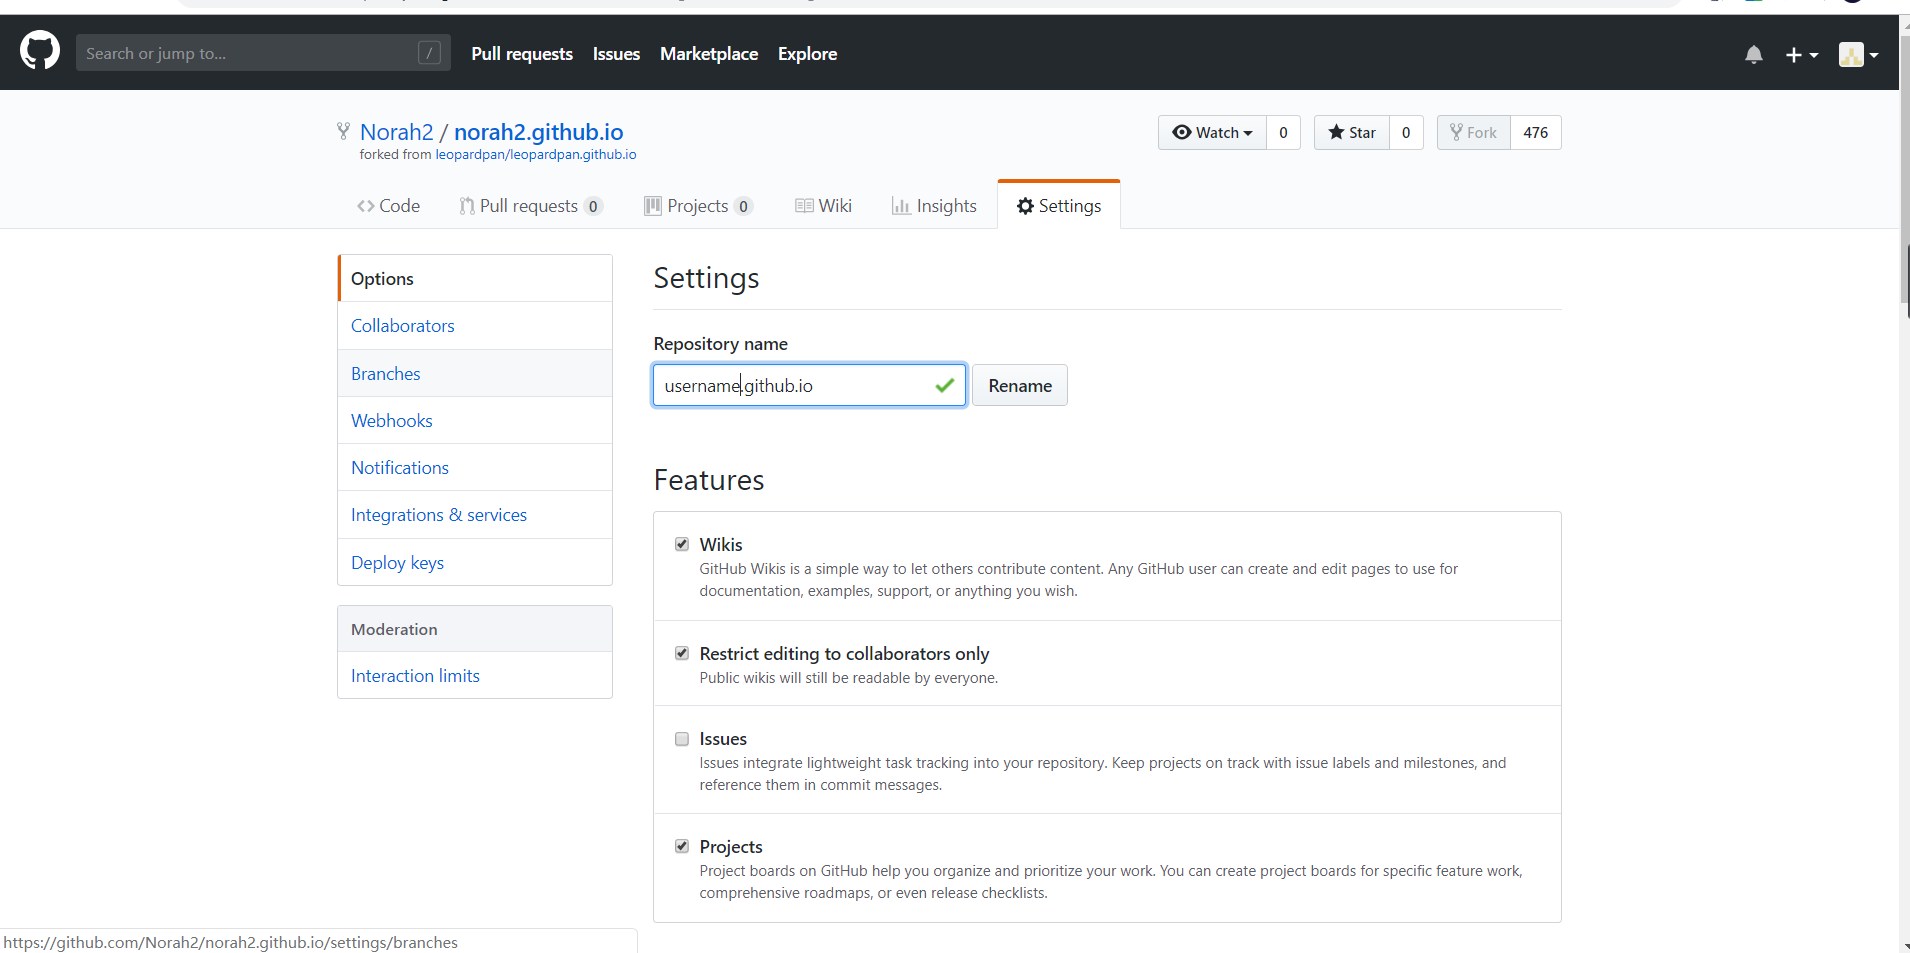 Search or jump to... /
Pull requests Issues Marketplace Explore
Norah2 / norah2.github.io
forked from leopardpan/leopardpan.github.io
Watch 0 Star 0 Fork 476
Code Pull requests 0 Projects 0 Wiki Insights Settings
Options
Collaborators
Branches
Webhooks
Notifications
Integrations & services
Deploy keys
Moderation
Interaction limits
Settings
Repository name
username.github.io Rename
Features
Wikis
GitHub Wikis is a simple way to let others contribute content. Any GitHub user can create and edit pages to use for
documentation, examples, support, or anything you wish.
Restrict editing to collaborators only
Public wikis will still be readable by everyone.
Issues
Issues integrate lightweight task tracking into your repository. Keep projects on track with issue labels and milestones, and
reference them in commit messages.
Projects
Project boards on GitHub help you organize and prioritize your work. You can create project boards for specific feature work,
comprehensive roadmaps, or even release checklists.
https://github.com/Norah2/norah2.github.io/settings/branches